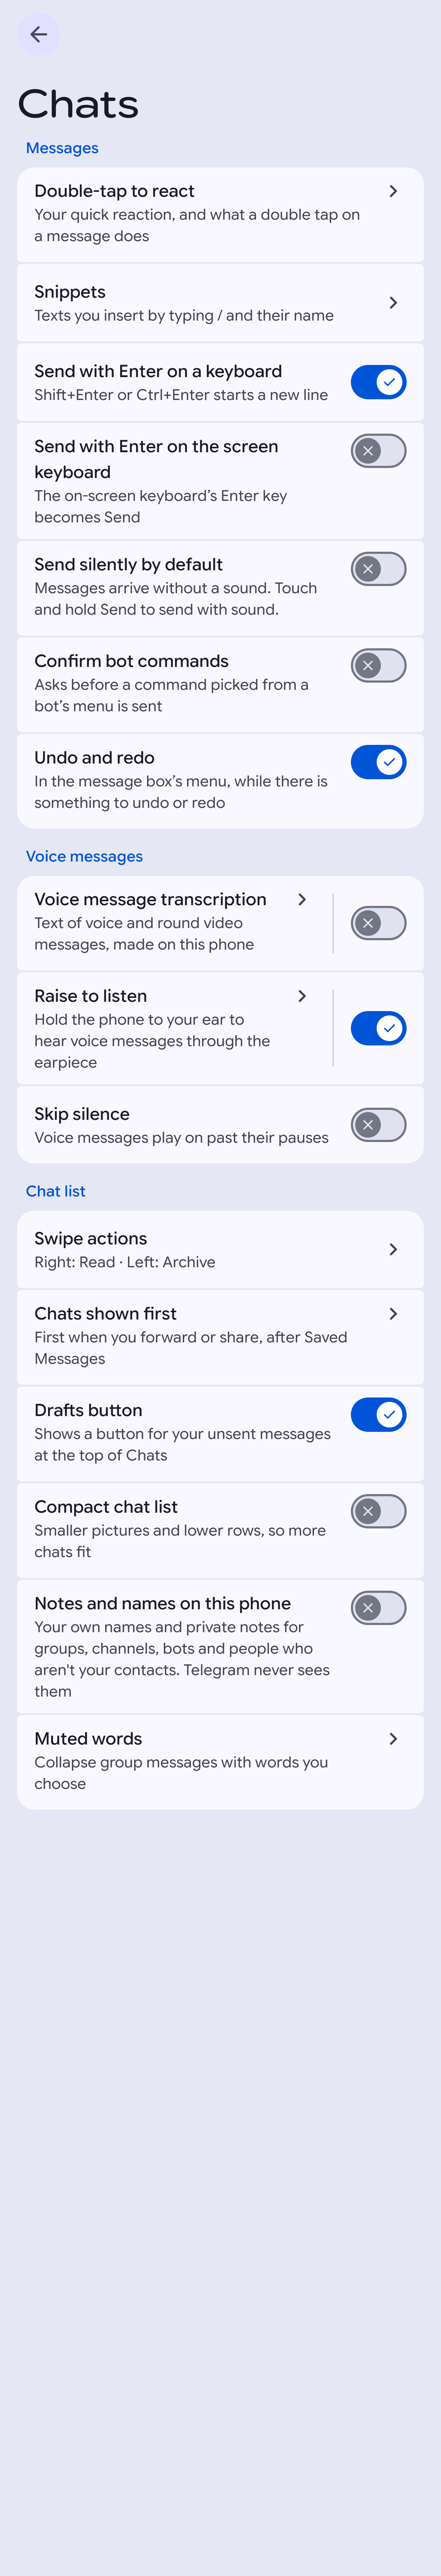 Chats
Messages
Double-tap to react
Your quick reaction, and what a double tap on
a message does
Snippets
Texts you insert by typing / and their name
Send with Enter on a keyboard
Shift+Enter or Ctrl+Enter starts a new line
Send with Enter on the screen
keyboard
The on-screen keyboard’s Enter key
becomes Send
Send silently by default
Messages arrive without a sound. Touch
and hold Send to send with sound.
Confirm bot commands
Asks before a command picked from a
bot’s menu is sent
Undo and redo
In the message box’s menu, while there is
something to undo or redo
Voice messages
Voice message transcription
Text of voice and round video
messages, made on this phone
Raise to listen
Hold the phone to your ear to
hear voice messages through the
earpiece
Skip silence
Voice messages play on past their pauses
Chat list
Swipe actions
Right: Read · Left: Archive
Chats shown first
First when you forward or share, after Saved
Messages
Drafts button
Shows a button for your unsent messages
at the top of Chats
Compact chat list
Smaller pictures and lower rows, so more
chats fit
Notes and names on this phone
Your own names and private notes for
groups, channels, bots and people who
aren't your contacts. Telegram never sees
them
Muted words
Collapse group messages with words you
choose